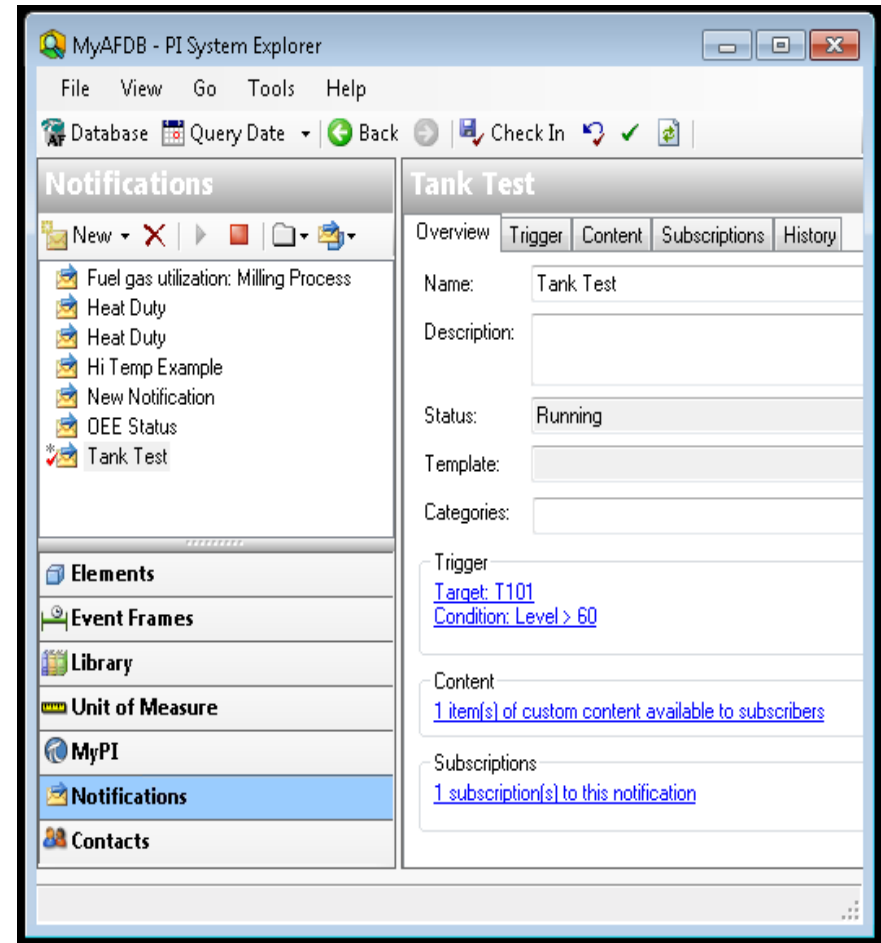 MyAFDB - PI System Explorer
File View Go Tools Help
AF Database Query Date Back Check In
Notifications
New
Fuel gas utilization: Milling Process
Heat Duty
Heat Duty
Hi Temp Example
New Notification
OEE Status
Tank Test
Elements
Event Frames
Library
Unit of Measure
MyPI
Notifications
Contacts
Tank Test
Overview Trigger Content Subscriptions History
Name: Tank Test
Description:
Status: Running
Template:
Categories:
Trigger
Target: T101
Condition: Level > 60
Content
1 item(s) of custom content available to subscribers
Subscriptions
1 subscription(s) to this notification